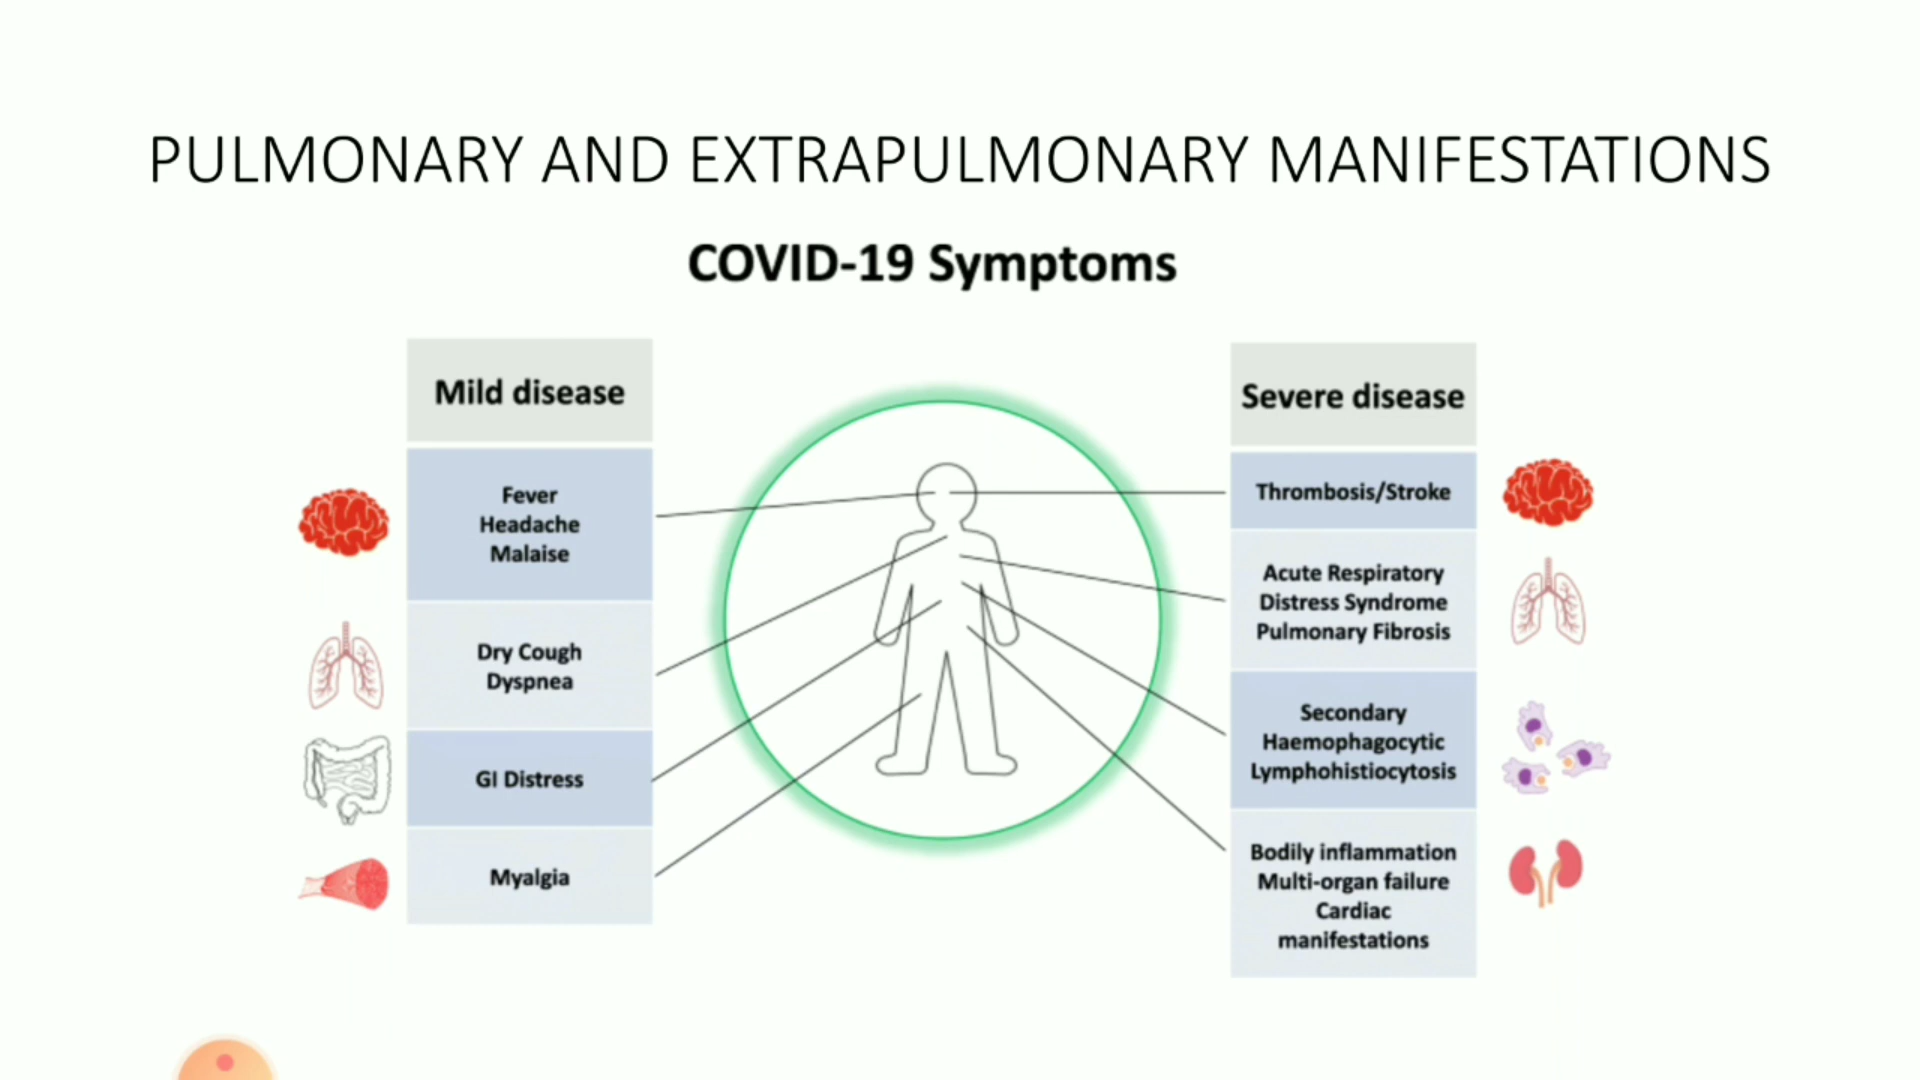 PULMONARY AND EXTRAPULMONARY MANIFESTATIONS
COVID-19 Symptoms
Mild disease
Fever
Headache
Malaise
Dry Cough
Dyspnea
GI Distress
Myalgia
Severe disease
Thrombosis/Stroke
Acute Respiratory
Distress Syndrome
Pulmonary Fibrosis
Secondary
Haemophagocytic
Lymphohistiocytosis
Bodily inflammation
Multi-organ failure
Cardiac
manifestations